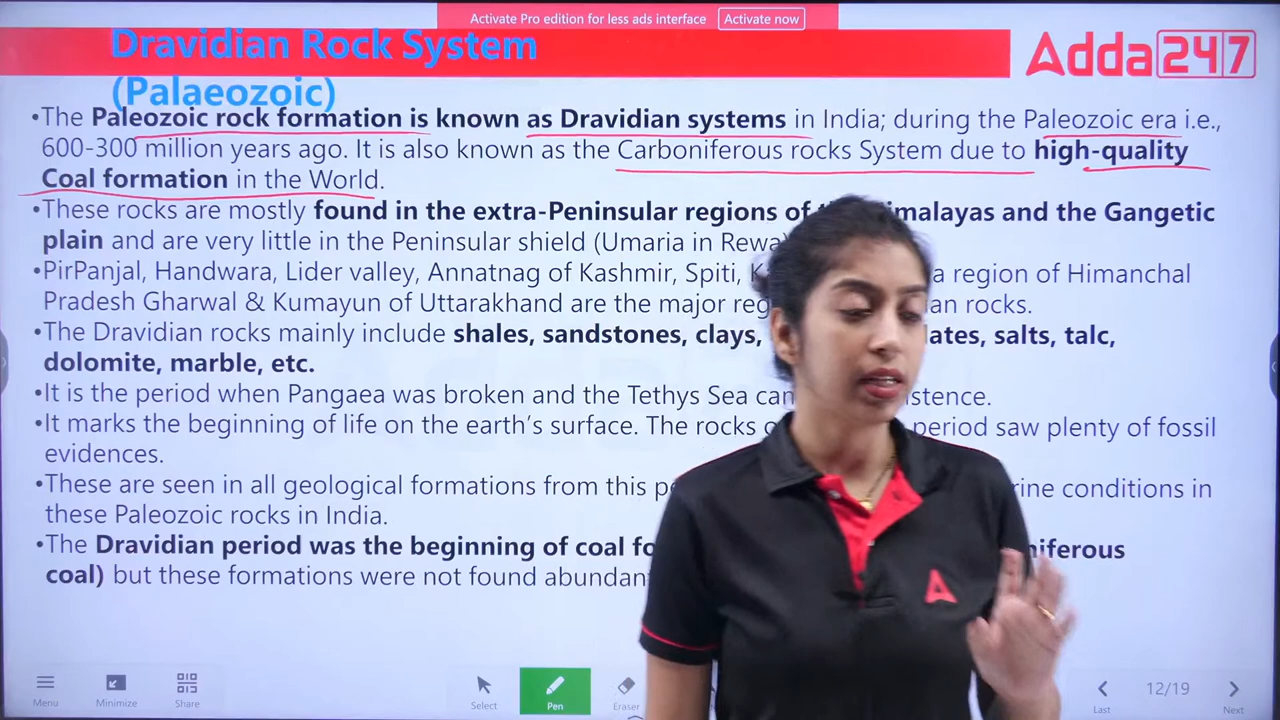 Activate Pro edition for less ads interface Activate now
Dravidian Rock System
(Palaeozoic)
Adda247
•The Paleozoic rock formation is known as Dravidian systems in India; during the Paleozoic era i.e.,
600-300 million years ago. It is also known as the Carboniferous rocks System due to high-quality
Coal formation in the World.
•These rocks are mostly found in the extra-Peninsular regions of Himalayas and the Gangetic
plain and are very little in the Peninsular shield (Umaria in Rewa
•PirPanjal, Handwara, Lider valley, Annatnag of Kashmir, Spiti, region of Himanchal
Pradesh Gharwal & Kumayun of Uttarakhand are the major rocks.
•The Dravidian rocks mainly include shales, sandstones, clays, salts, talc,
dolomite, marble, etc.
•It is the period when Pangaea was broken and the Tethys Sea
•It marks the beginning of life on the earth's surface. The rocks period saw plenty of fossil
evidences.
•These are seen in all geological formations from this conditions in
these Paleozoic rocks in India.
•The Dravidian period was the beginning of coal
coal) but these formations were not found
Menu Minimize Share Select Pen Eraser Last 12/19 Next